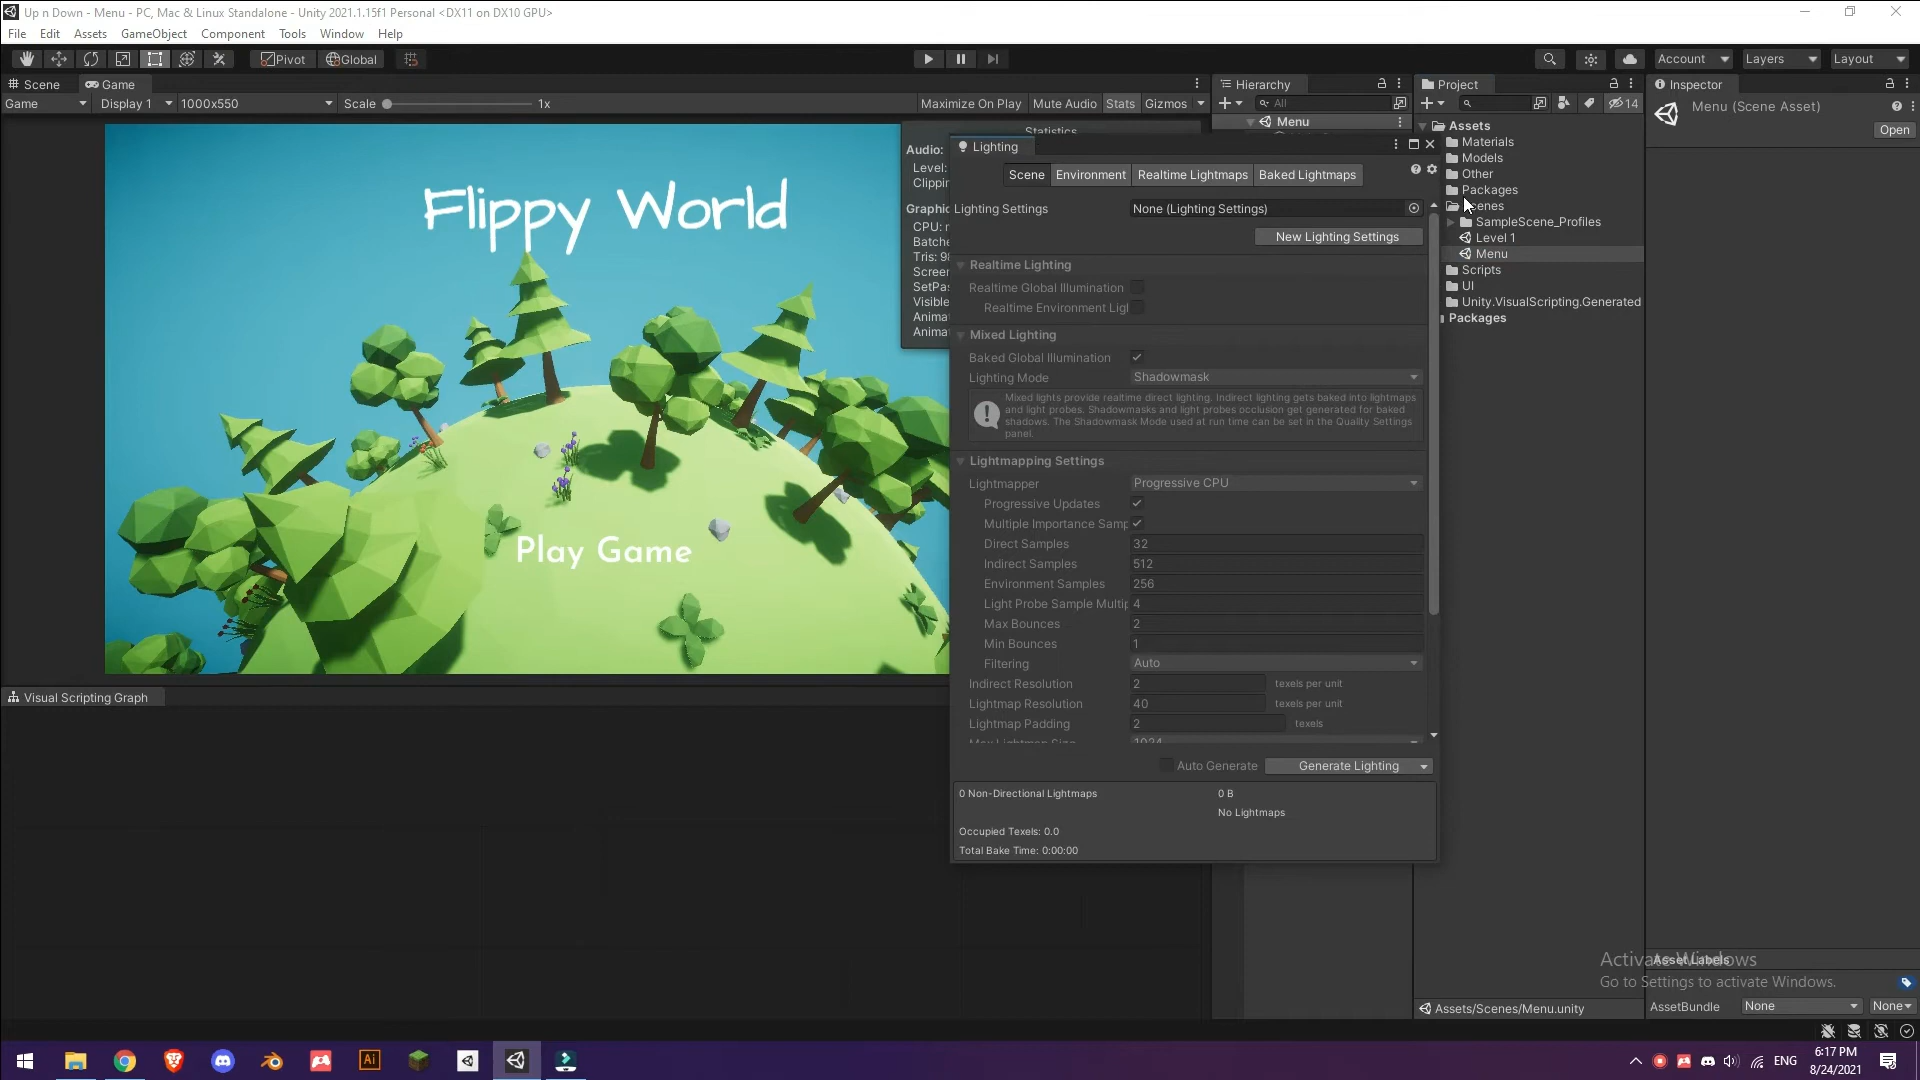 Up n Down - Menu - PC, Mac & Linux Standalone - Unity 2021.1.15f1 Personal <DX11 on DX10 GPU>
File Edit Assets GameObject Component Tools Window Help
Pivot Global Account Layers Layout
Scene Game Hierarchy Project Inspector
Game Display 1 1000x550 Scale 1x Maximize On Play Mute Audio Stats Gizmos All 14
Menu (Scene Asset)
Open
Menu
Statistics
Audio:
Level:
Graphic
CPU:
Tris:
Screen
SetPas
Visible
Flippy World
Play Game
Lighting
Scene Environment Realtime Lightmaps Baked Lightmaps
Lighting Settings None (Lighting Settings)
New Lighting Settings
Realtime Lighting
Realtime Global Illumination
Realtime Environment Ligl
Mixed Lighting
Baked Global Illumination
Lighting Mode Shadowmask
Mixed lights provide realtime direct lighting. Indirect lighting gets baked into lightmaps
and light probes. Shadowmasks and light probes occlusion get generated for baked
shadows. The Shadowmask Mode used at run time can be set in the Quality Settings
panel.
Lightmapping Settings
Lightmapper Progressive CPU
Progressive Updates
Multiple Importance Samp
Direct Samples 32
Indirect Samples 512
Environment Samples 256
Light Probe Sample Multip 4
Max Bounces 2
Min Bounces 1
Filtering Auto
Indirect Resolution 2 texels per unit
Lightmap Resolution 40 texels per unit
Lightmap Padding 2 texels
Max Lightmap Size 1024
Auto Generate Generate Lighting
0 Non-Directional Lightmaps 0 B
No Lightmaps
Occupied Texels: 0.0
Total Bake Time: 0:00:00
Assets
Materials
Models
Other
Packages
enes
SampleScene_Profiles
Level 1
Menu
Scripts
UI
Unity.VisualScripting.Generated
Packages
Visual Scripting Graph
Activate Windows
Go to Settings to activate Windows.
Asset Labels
Assets/Scenes/Menu.unity
AssetBundle None None
Ai
ENG
6:17 PM
8/24/2021